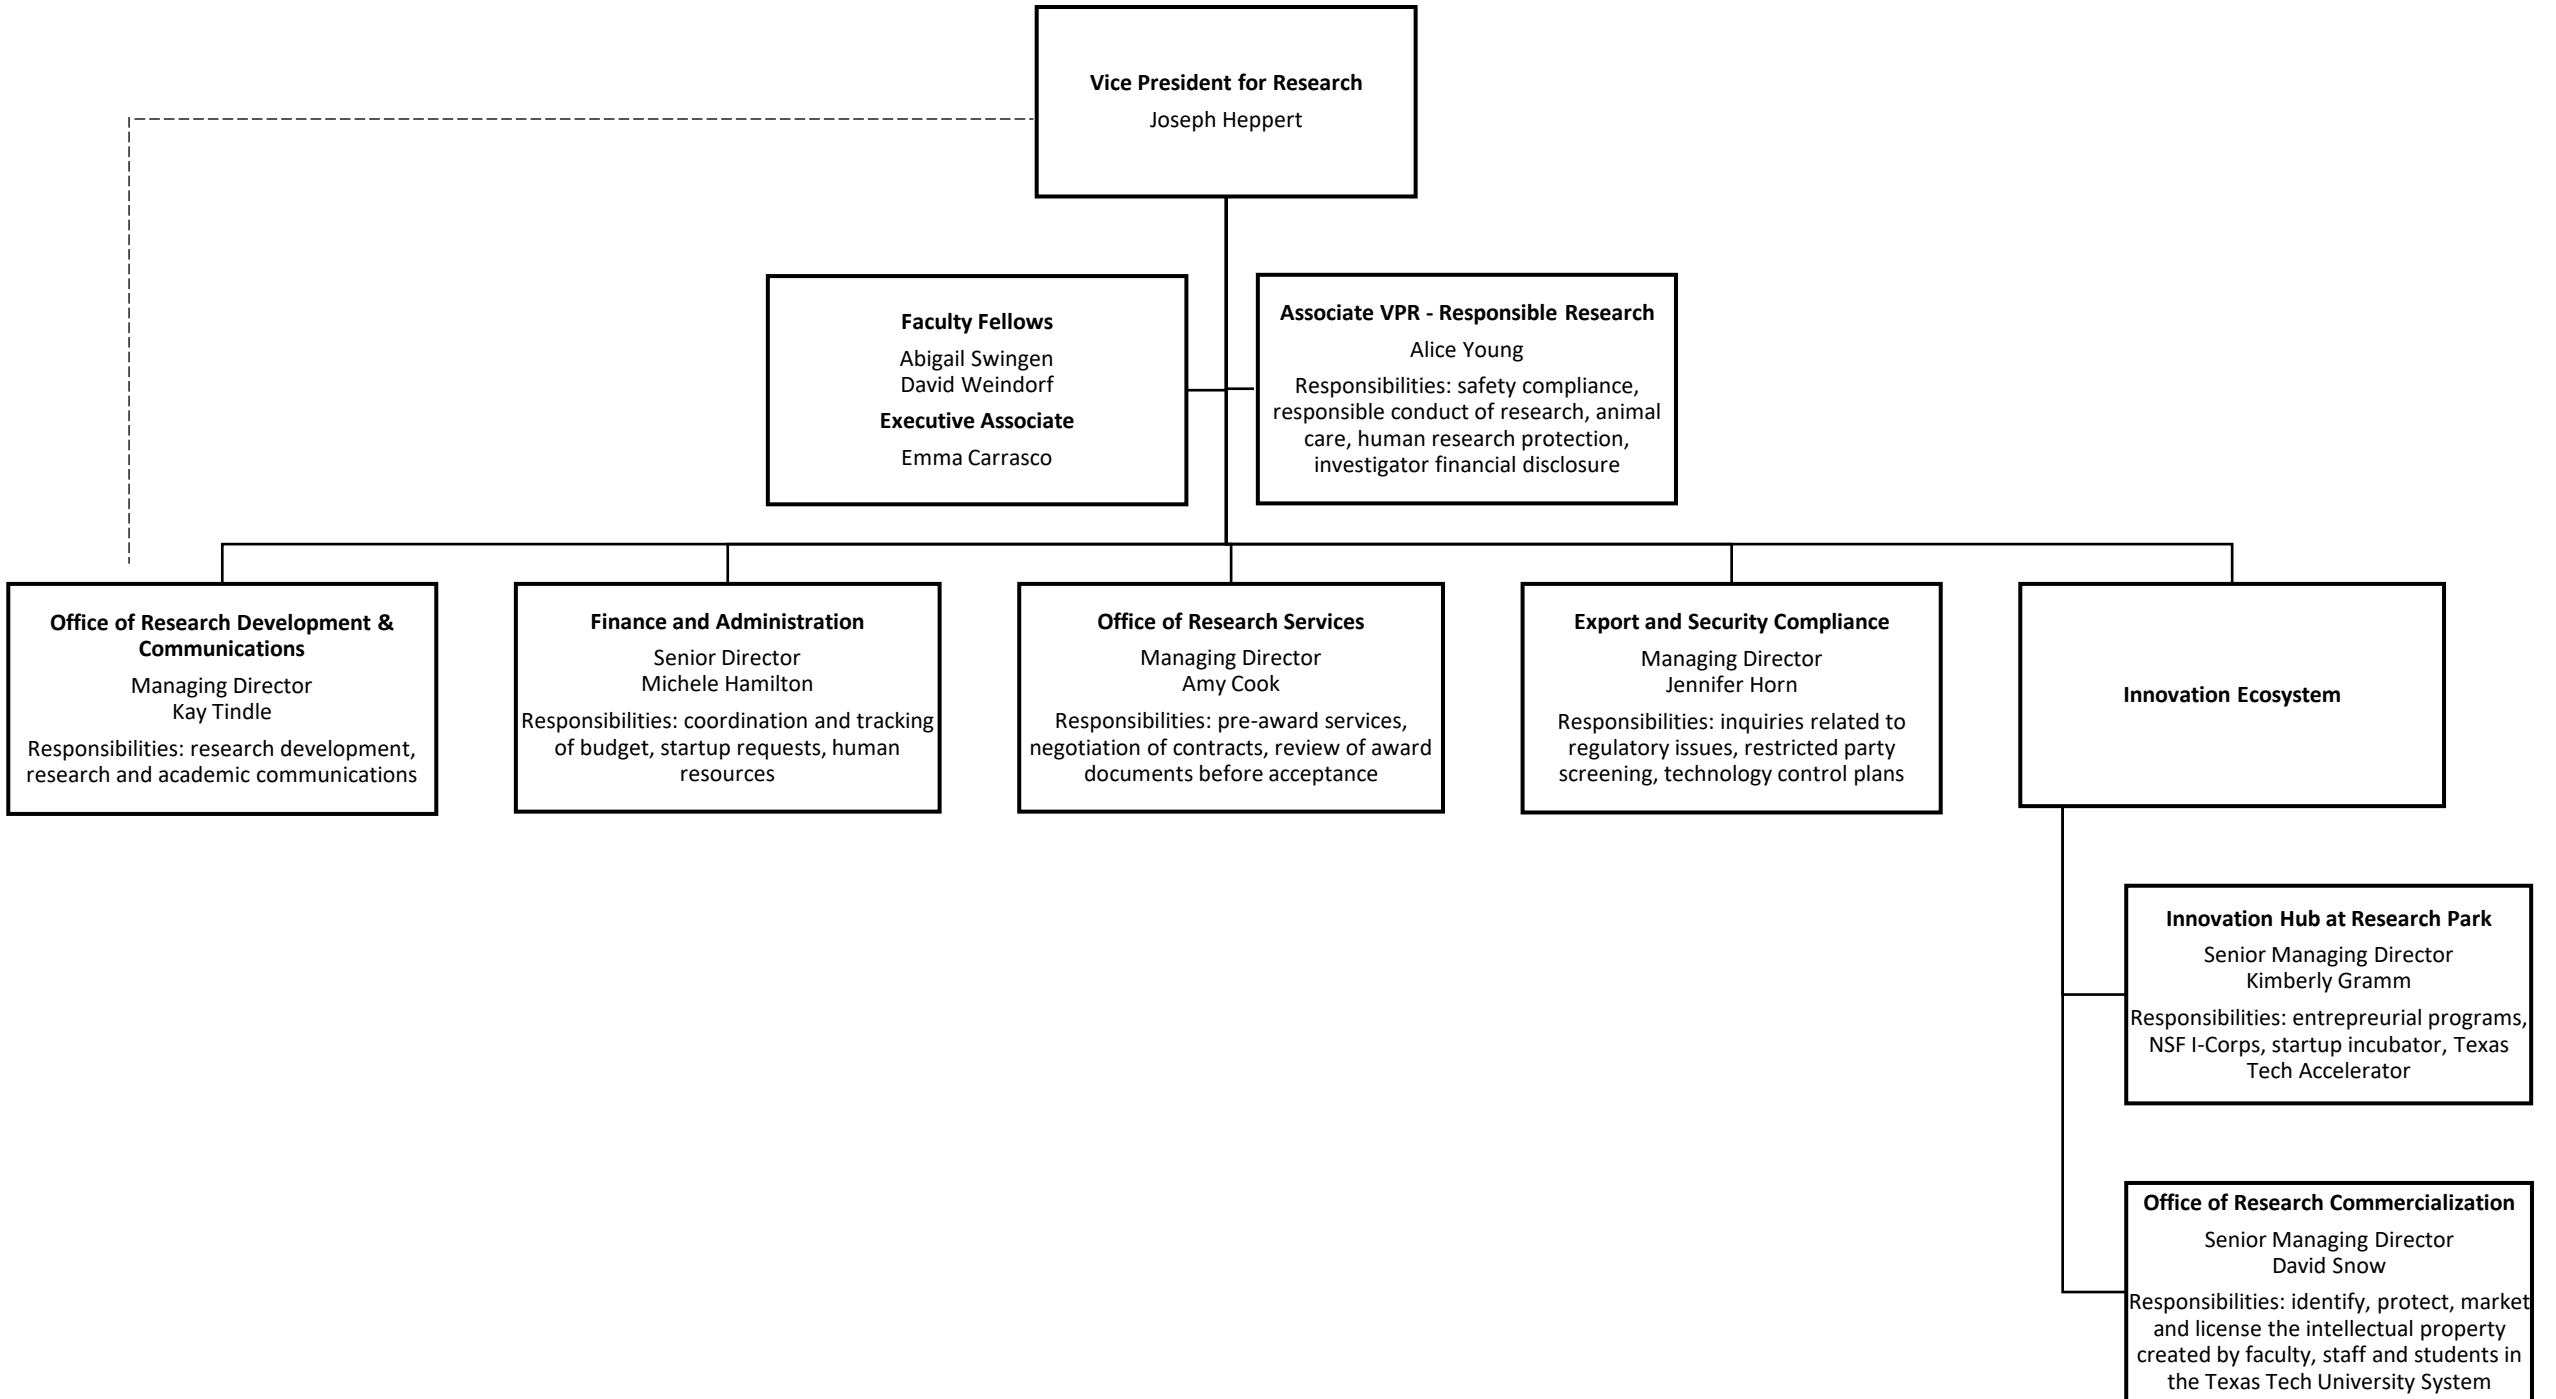 Vice President for Research
Joseph Heppert
Faculty Fellows
Abigail Swingen
David Weindorf
Executive Associate
Emma Carrasco
Associate VPR - Responsible Research
Alice Young
Responsibilities: safety compliance,
responsible conduct of research, animal
care, human research protection,
investigator financial disclosure
Office of Research Development &
Communications
Managing Director
Kay Tindle
Responsibilities: research development,
research and academic communications
Finance and Administration
Senior Director
Michele Hamilton
Responsibilities: coordination and tracking
of budget, startup requests, human
resources
Office of Research Services
Managing Director
Amy Cook
Responsibilities: pre-award services,
negotiation of contracts, review of award
documents before acceptance
Export and Security Compliance
Managing Director
Jennifer Horn
Responsibilities: inquiries related to
regulatory issues, restricted party
screening, technology control plans
Innovation Ecosystem
Innovation Hub at Research Park
Senior Managing Director
Kimberly Gramm
Responsibilities: entrepreurial programs,
NSF I-Corps, startup incubator, Texas
Tech Accelerator
Office of Research Commercialization
Senior Managing Director
David Snow
Responsibilities: identify, protect, market
and license the intellectual property
created by faculty, staff and students in
the Texas Tech University System